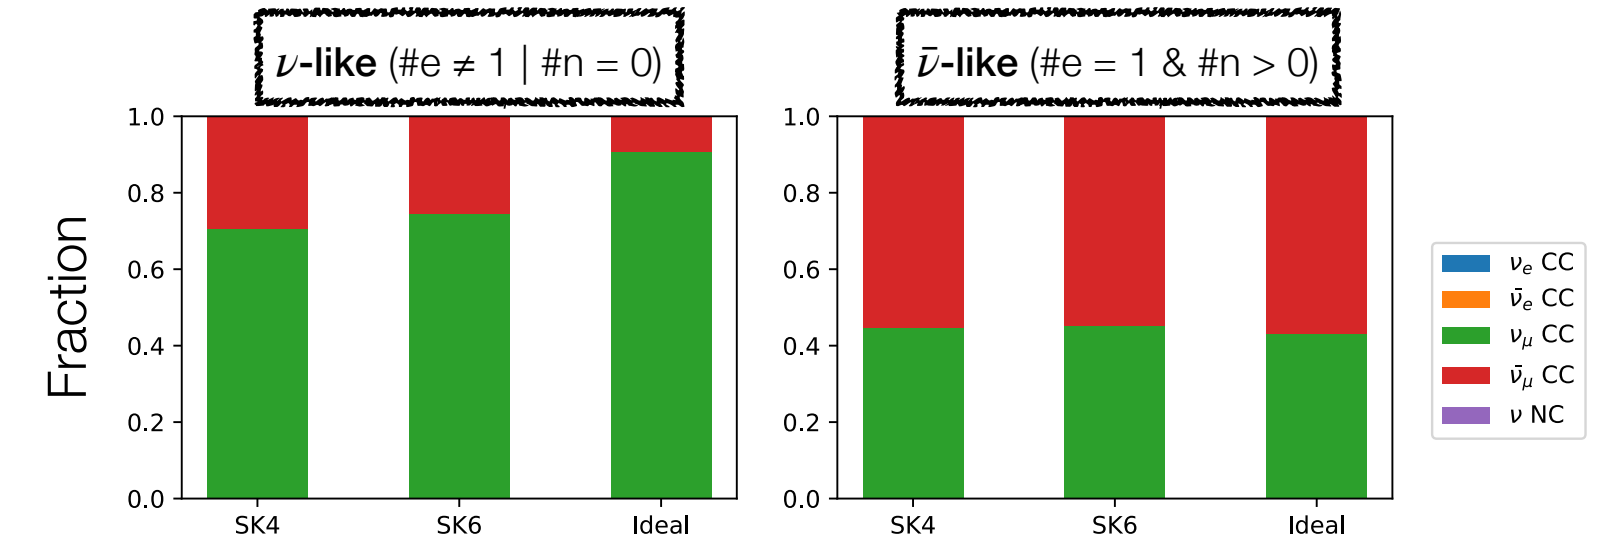 ν-like (#e ≠ 1 | #n = 0)
ν̄-like (#e = 1 & #n > 0)
Fraction
1.0
0.8
0.6
0.4
0.2
0.0
SK4 SK6 Ideal
1.0
0.8
0.6
0.4
0.2
0.0
SK4 SK6 Ideal
νₑ CC
ν̄ₑ CC
ν_μ CC
ν̄_μ CC
ν NC